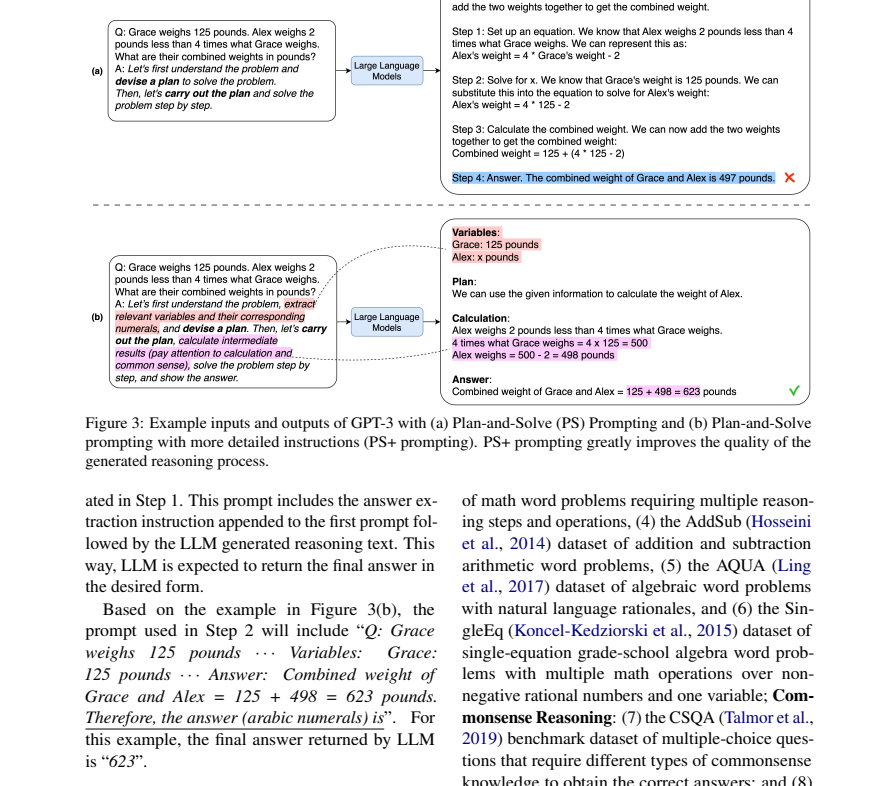 add the two weights together to get the combined weight.
Step 1: Set up an equation. We know that Alex weighs 2 pounds less than 4
times what Grace weighs. We can represent this as:
Alex's weight = 4 * Grace's weight - 2
Step 2: Solve for x. We know that Grace's weight is 125 pounds. We can
substitute this into the equation to solve for Alex's weight:
Alex's weight = 4 * 125 - 2
Step 3: Calculate the combined weight. We can now add the two weights
together to get the combined weight:
Combined weight = 125 + (4 * 125 - 2)
Step 4: Answer. The combined weight of Grace and Alex is 497 pounds.
(a)
Q: Grace weighs 125 pounds. Alex weighs 2
pounds less than 4 times what Grace weighs.
What are their combined weights in pounds?
A: Let's first understand the problem and
devise a plan to solve the problem.
Then, let's carry out the plan and solve the
problem step by step.
Large Language
Models
(b)
Q: Grace weighs 125 pounds. Alex weighs 2
pounds less than 4 times what Grace weighs.
What are their combined weights in pounds?
A: Let's first understand the problem, extract
relevant variables and their corresponding
numerals, and devise a plan. Then, let's carry
out the plan, calculate intermediate
results (pay attention to calculation and
common sense), solve the problem step by
step, and show the answer.
Large Language
Models
Variables:
Grace: 125 pounds
Alex: x pounds
Plan:
We can use the given information to calculate the weight of Alex.
Calculation:
Alex weighs 2 pounds less than 4 times what Grace weighs.
4 times what Grace weighs = 4 x 125 = 500
Alex weighs = 500 - 2 = 498 pounds
Answer:
Combined weight of Grace and Alex = 125 + 498 = 623 pounds
Figure 3: Example inputs and outputs of GPT-3 with (a) Plan-and-Solve (PS) Prompting and (b) Plan-and-Solve
prompting with more detailed instructions (PS+ prompting). PS+ prompting greatly improves the quality of the
generated reasoning process.
ated in Step 1. This prompt includes the answer ex-
traction instruction appended to the first prompt fol-
lowed by the LLM generated reasoning text. This
way, LLM is expected to return the final answer in
the desired form.
Based on the example in Figure 3(b), the
prompt used in Step 2 will include “Q: Grace
weighs 125 pounds ··· Variables: Grace:
125 pounds ··· Answer: Combined weight of
Grace and Alex = 125 + 498 = 623 pounds.
Therefore, the answer (arabic numerals) is”. For
this example, the final answer returned by LLM
is “623”.
of math word problems requiring multiple reason-
ing steps and operations, (4) the AddSub (Hosseini
et al., 2014) dataset of addition and subtraction
arithmetic word problems, (5) the AQUA (Ling
et al., 2017) dataset of algebraic word problems
with natural language rationales, and (6) the Sin-
gleEq (Koncel-Kedziorski et al., 2015) dataset of
single-equation grade-school algebra word prob-
lems with multiple math operations over non-
negative rational numbers and one variable; Com-
monsense Reasoning: (7) the CSQA (Talmor et al.,
2019) benchmark dataset of multiple-choice ques-
tions that require different types of commonsense
knowledge to obtain the correct answers; and (8)